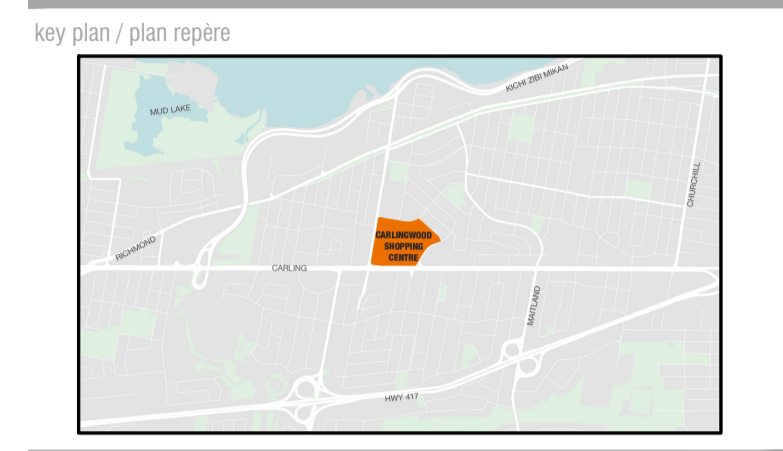 key plan / plan repère
KICHI ZIBI MIKAN
MUD LAKE
CHURCHILL
RICHMOND
CARLINGWOOD
SHOPPING
CENTRE
CARLING
MAITLAND
HWY 417